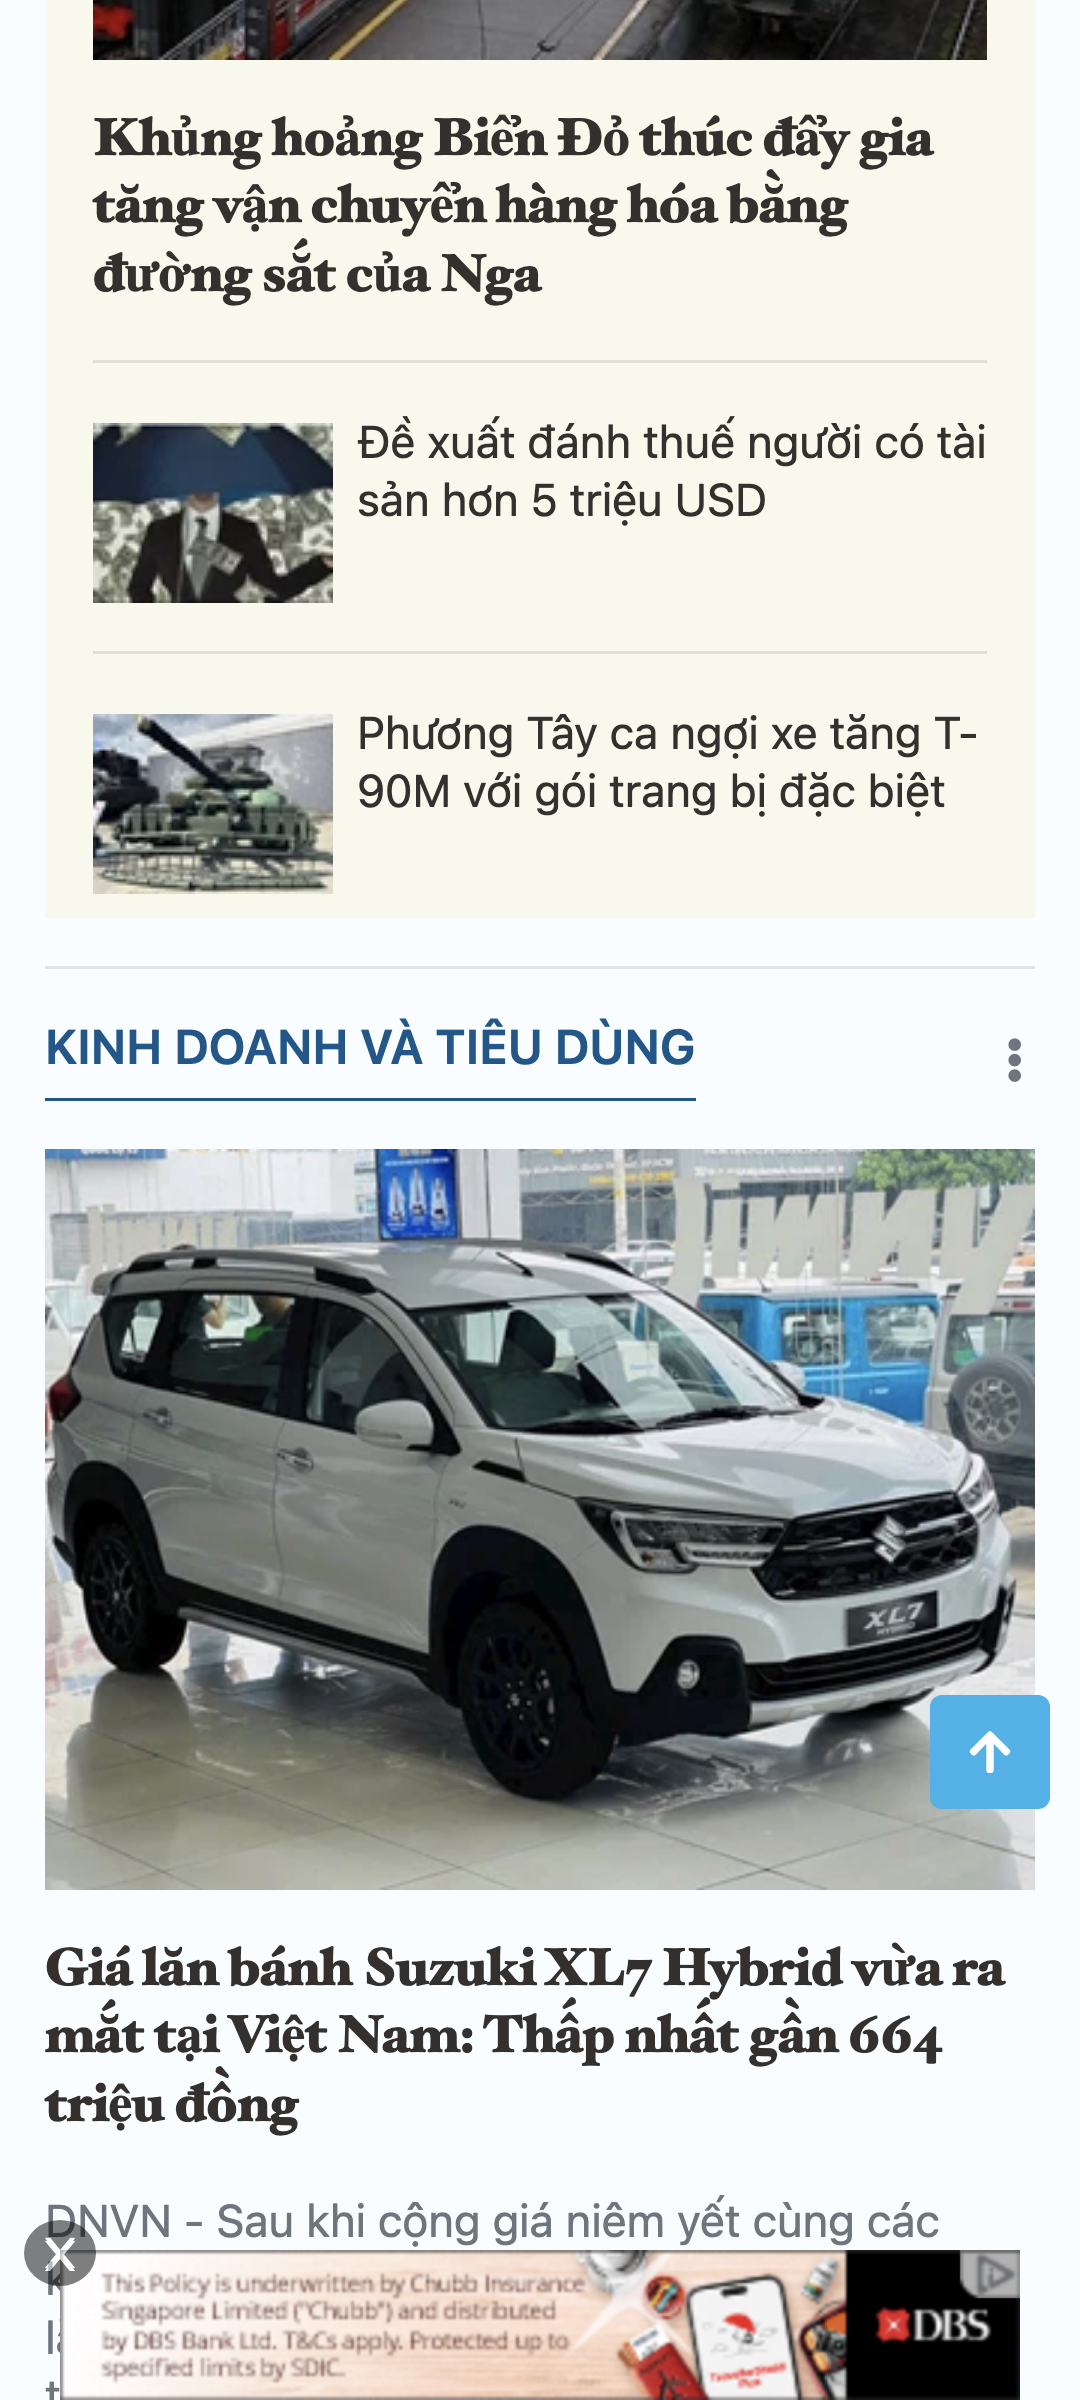 Khủng hoảng Biển Đỏ thúc đẩy gia
tăng vận chuyển hàng hóa bằng
đường sắt của Nga
Đề xuất đánh thuế người có tài
sản hơn 5 triệu USD
Phương Tây ca ngợi xe tăng T-
90M với gói trang bị đặc biệt
KINH DOANH VÀ TIÊU DÙNG
XL7
HYBRID
Giá lăn bánh Suzuki XL7 Hybrid vừa ra
mắt tại Việt Nam: Thấp nhất gần 664
triệu đồng
DNVN - Sau khi cộng giá niêm yết cùng các
X
This Policy is underwritten by Chubb Insurance
Singapore Limited ("Chubb") and distributed
by DBS Bank Ltd. T&Cs apply. Protected up to
specified limits by SDIC.
DBS